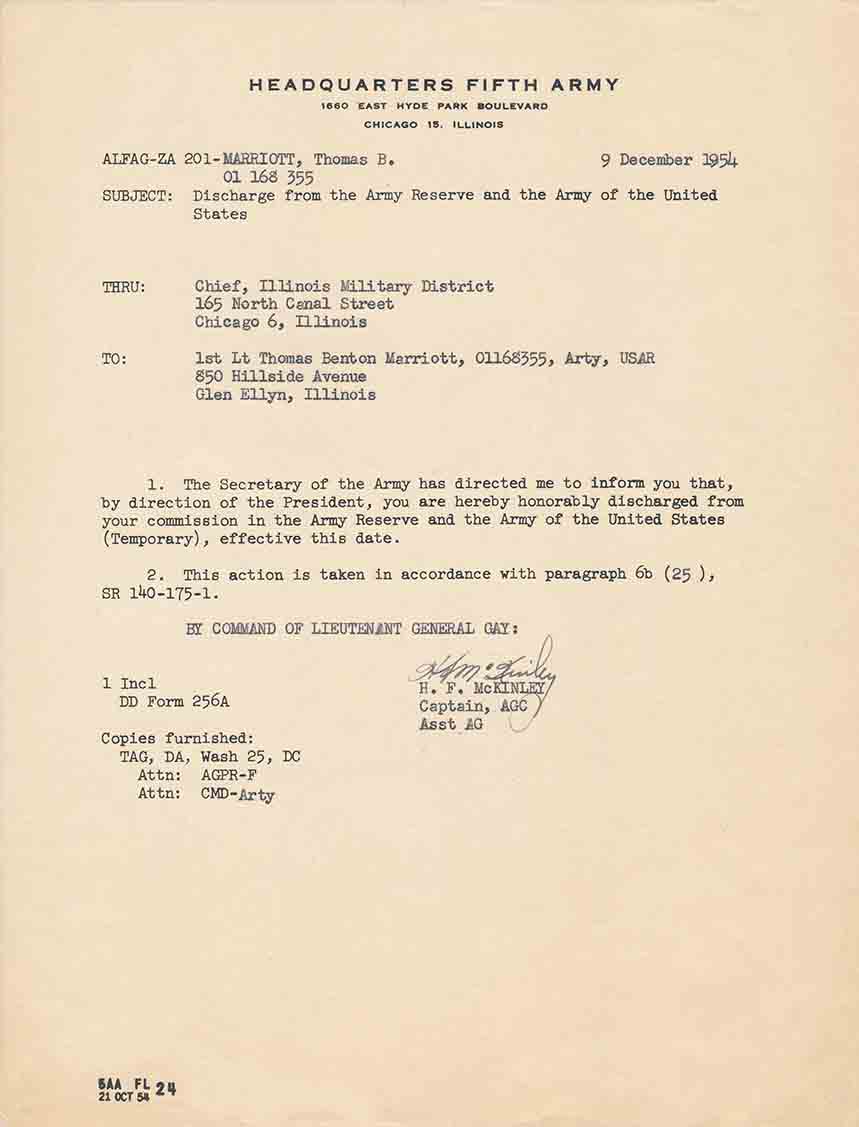 HEADQUARTERS FIFTH ARMY
1660 EAST HYDE PARK BOULEVARD
CHICAGO 15, ILLINOIS
ALFAG-ZA 201-MARRIOTT, Thomas B. 9 December 1954
01 168 355
SUBJECT: Discharge from the Army Reserve and the Army of the United
States
THRU: Chief, Illinois Military District
165 North Canal Street
Chicago 6, Illinois
TO: 1st Lt Thomas Benton Marriott, O1168355, Arty, USAR
850 Hillside Avenue
Glen Ellyn, Illinois
1. The Secretary of the Army has directed me to inform you that,
by direction of the President, you are hereby honorably discharged from
your commission in the Army Reserve and the Army of the United States
(Temporary), effective this date.
2. This action is taken in accordance with paragraph 6b (25 ),
SR 140-175-1.
BY COMMAND OF LIEUTENANT GENERAL GAY:
H F McKinley
1 Incl H. F. McKINLEY
DD Form 256A Captain, AGC
Asst AG
Copies furnished:
TAG, DA, Wash 25, DC
Attn: AGPR-F
Attn: CMD-Arty
5AA FL 24
21 OCT 54